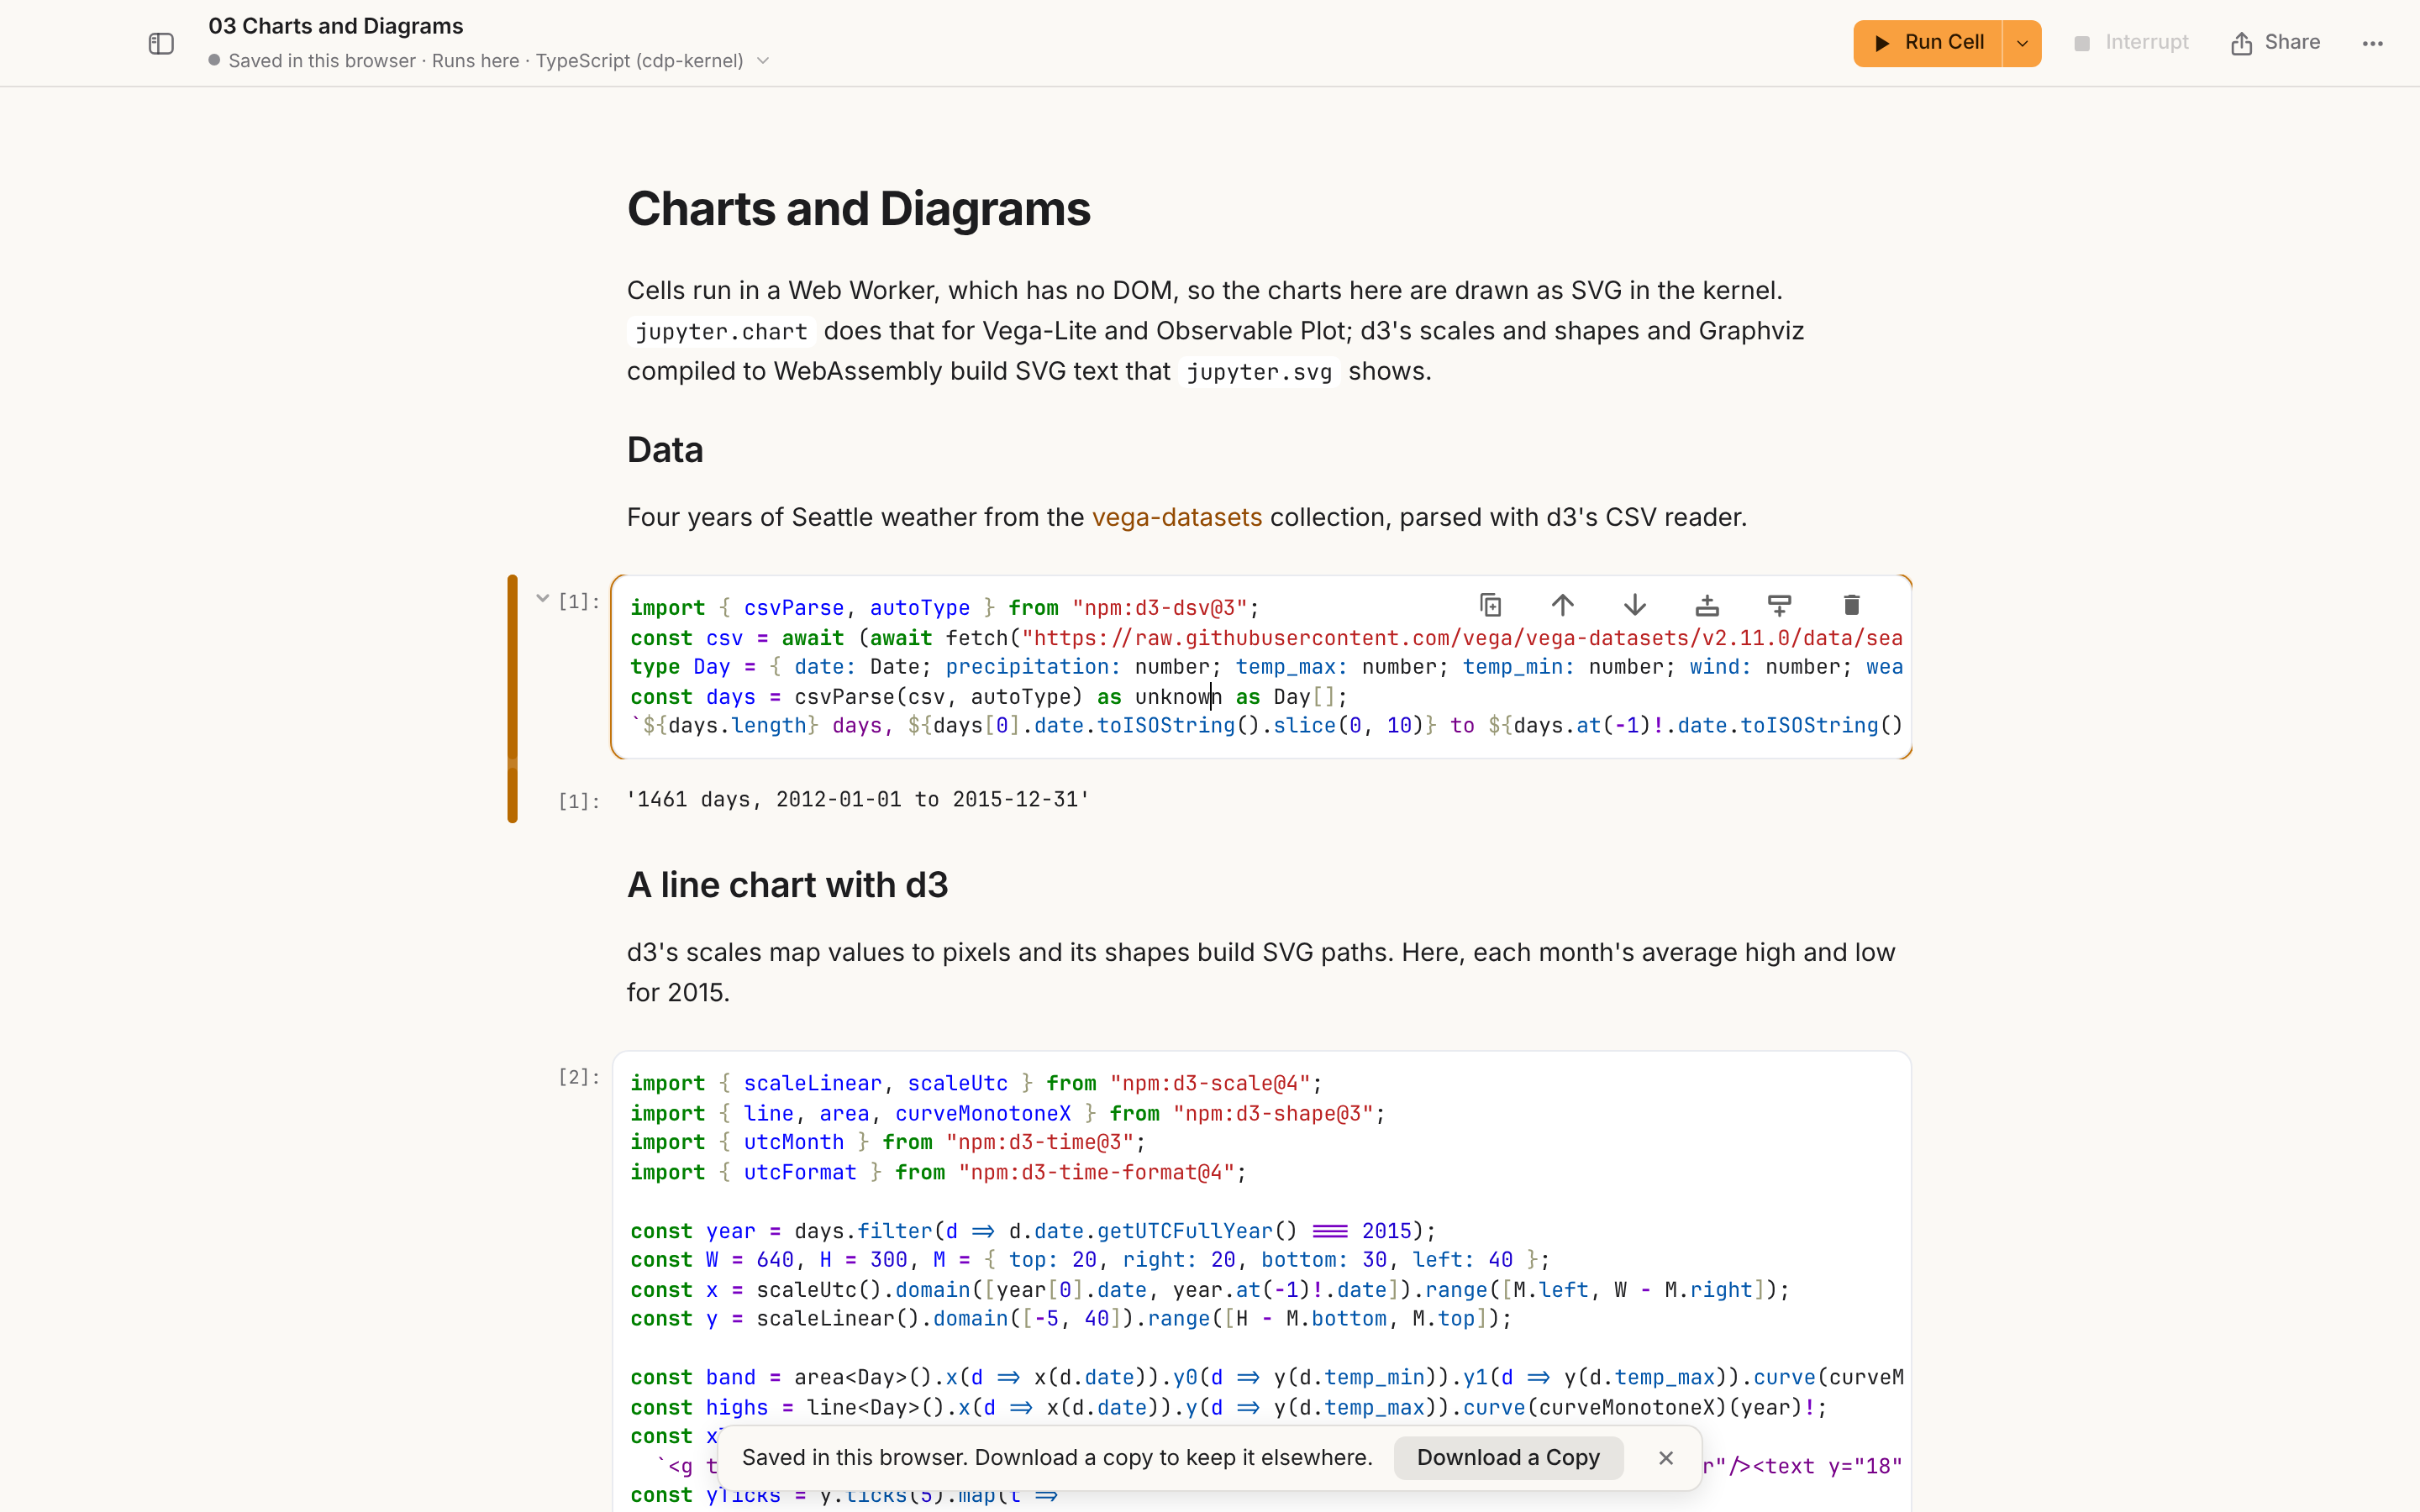 03 Charts and Diagrams
Saved in this browser · Runs here · TypeScript (cdp-kernel)
Run Cell
Interrupt
Share
Charts and Diagrams
Cells run in a Web Worker, which has no DOM, so the charts here are drawn as SVG in the kernel.
jupyter.chart does that for Vega-Lite and Observable Plot; d3's scales and shapes and Graphviz
compiled to WebAssembly build SVG text that jupyter.svg shows.
Data
Four years of Seattle weather from the vega-datasets collection, parsed with d3's CSV reader.
[1]:
import { csvParse, autoType } from "npm:d3-dsv@3";
const csv = await (await fetch("https://raw.githubusercontent.com/vega/vega-datasets/v2.11.0/data/sea
type Day = { date: Date; precipitation: number; temp_max: number; temp_min: number; wind: number; wea
const days = csvParse(csv, autoType) as unknown as Day[];
`${days.length} days, ${days[0].date.toISOString().slice(0, 10)} to ${days.at(-1)!.date.toISOString()
[1]: '1461 days, 2012-01-01 to 2015-12-31'
A line chart with d3
d3's scales map values to pixels and its shapes build SVG paths. Here, each month's average high and low
for 2015.
[2]:
import { scaleLinear, scaleUtc } from "npm:d3-scale@4";
import { line, area, curveMonotoneX } from "npm:d3-shape@3";
import { utcMonth } from "npm:d3-time@3";
import { utcFormat } from "npm:d3-time-format@4";
const year = days.filter(d => d.date.getUTCFullYear() === 2015);
const W = 640, H = 300, M = { top: 20, right: 20, bottom: 30, left: 40 };
const x = scaleUtc().domain([year[0].date, year.at(-1)!.date]).range([M.left, W - M.right]);
const y = scaleLinear().domain([-5, 40]).range([H - M.bottom, M.top]);
const band = area<Day>().x(d => x(d.date)).y0(d => y(d.temp_min)).y1(d => y(d.temp_max)).curve(curveM
const highs = line<Day>().x(d => x(d.date)).y(d => y(d.temp_max)).curve(curveMonotoneX)(year)!;
const
`<g t r"/><text y="18"
const yTicks = y.ticks(5).map(t =>
Saved in this browser. Download a copy to keep it elsewhere.
Download a Copy